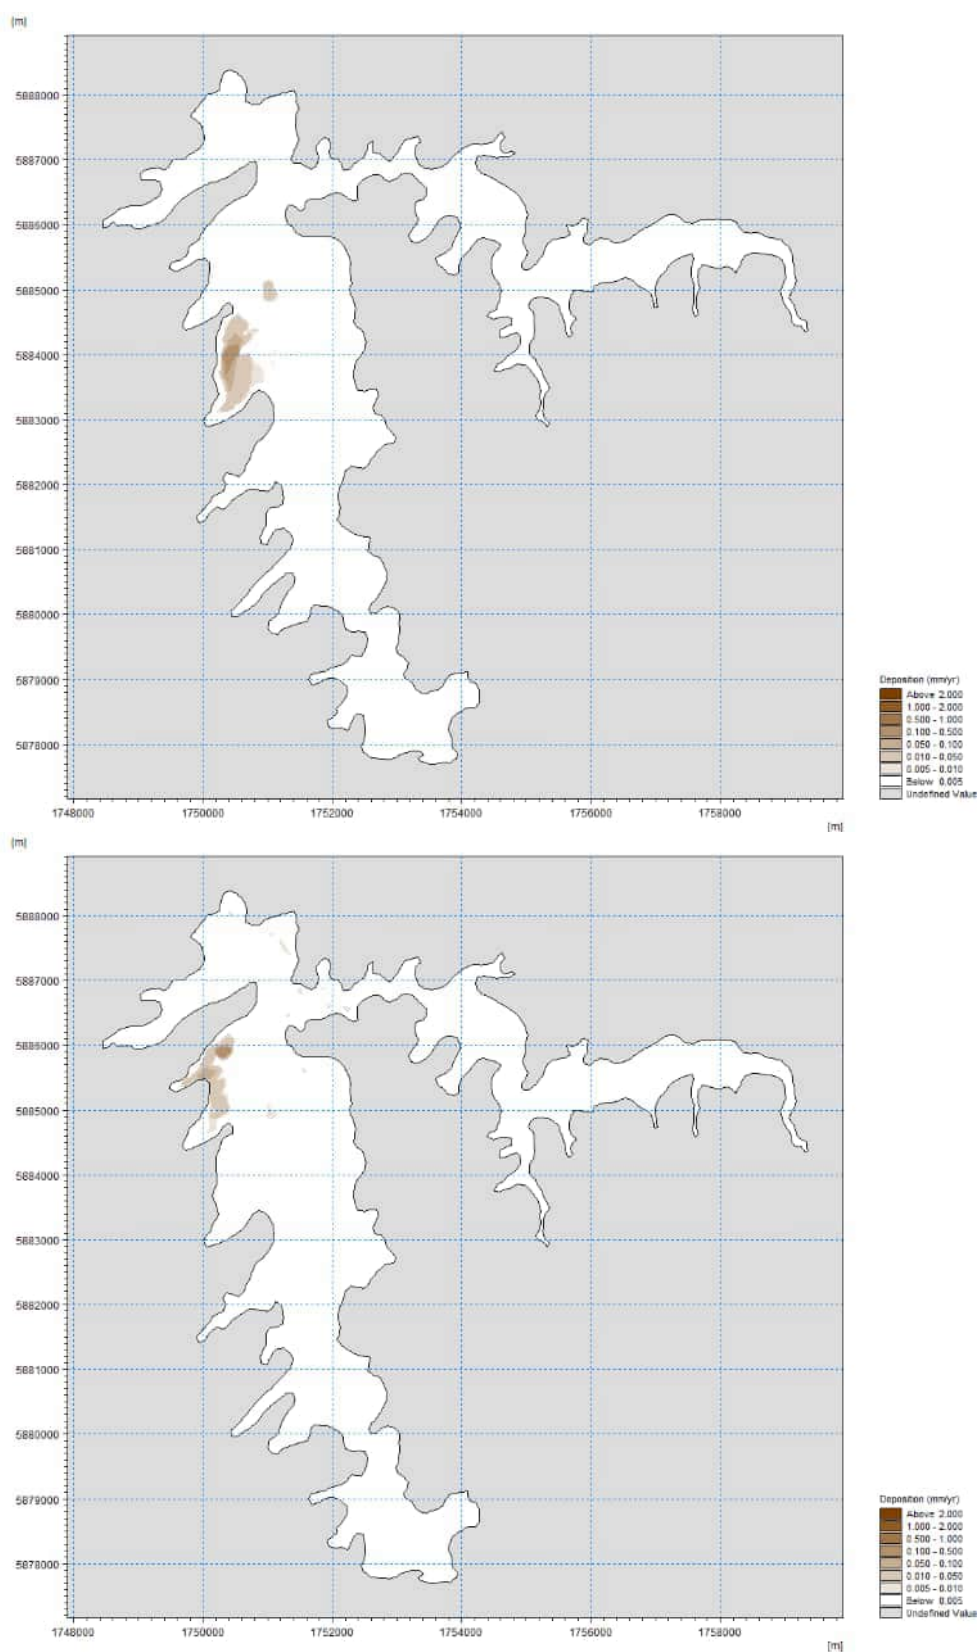 [m]
5888000
5887000
5886000
5885000
5884000
5883000
5882000
5881000
5880000
5879000
5878000
Deposition (mm/yr)
Above 2.000
1.000 - 2.000
0.500 - 1.000
0.100 - 0.500
0.050 - 0.100
0.010 - 0.050
0.005 - 0.010
Below 0.005
Undefined Value
1748000 1750000 1752000 1754000 1756000 1758000
[m]
[m]
5888000
5887000
5886000
5885000
5884000
5883000
5882000
5881000
5880000
5879000
5878000
Deposition (mm/yr)
Above 2.000
1.000 - 2.000
0.500 - 1.000
0.100 - 0.500
0.050 - 0.100
0.010 - 0.050
0.005 - 0.010
Below 0.005
Undefined Value
1748000 1750000 1752000 1754000 1756000 1758000
[m]